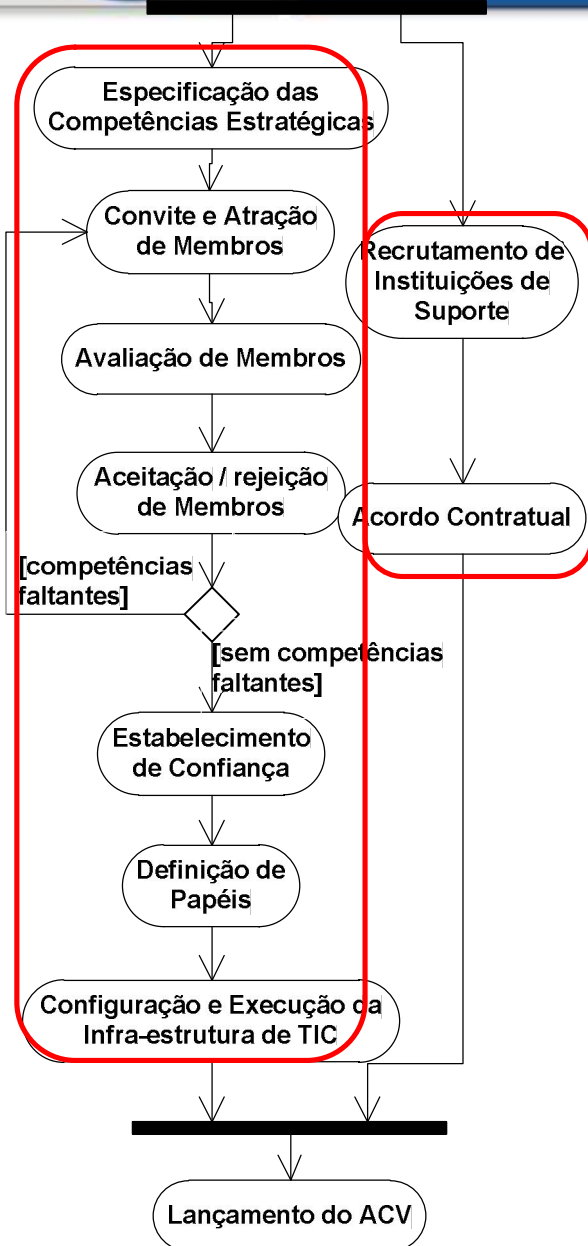 Especificação das
Competências Estratégicas
Convite e Atração
de Membros
Avaliação de Membros
Aceitação / rejeição
de Membros
[competências
faltantes]
[sem competências
faltantes]
Estabelecimento
de Confiança
Definição de
Papéis
Configuração e Execução da
Infra-estrutura de TIC
Recrutamento de
Instituições de
Suporte
Acordo Contratual
Lançamento do ACV